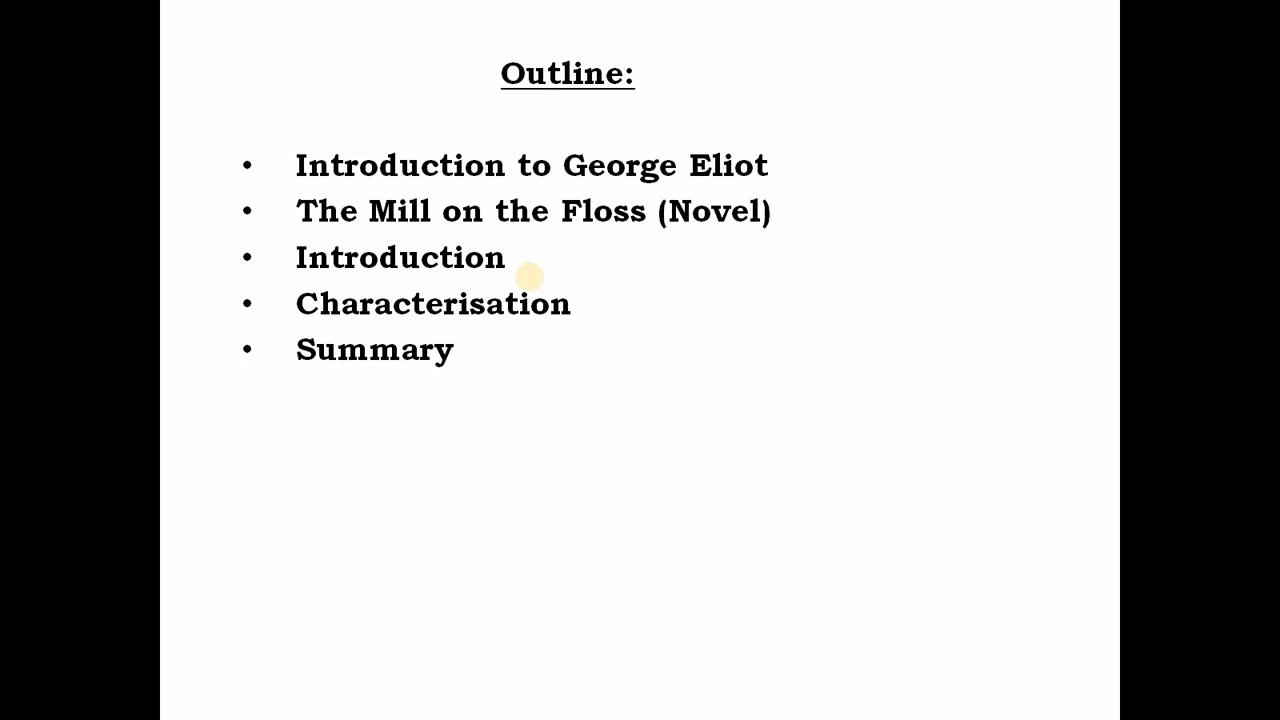 Outline:
• Introduction to George Eliot
• The Mill on the Floss (Novel)
• Introduction
• Characterisation
• Summary